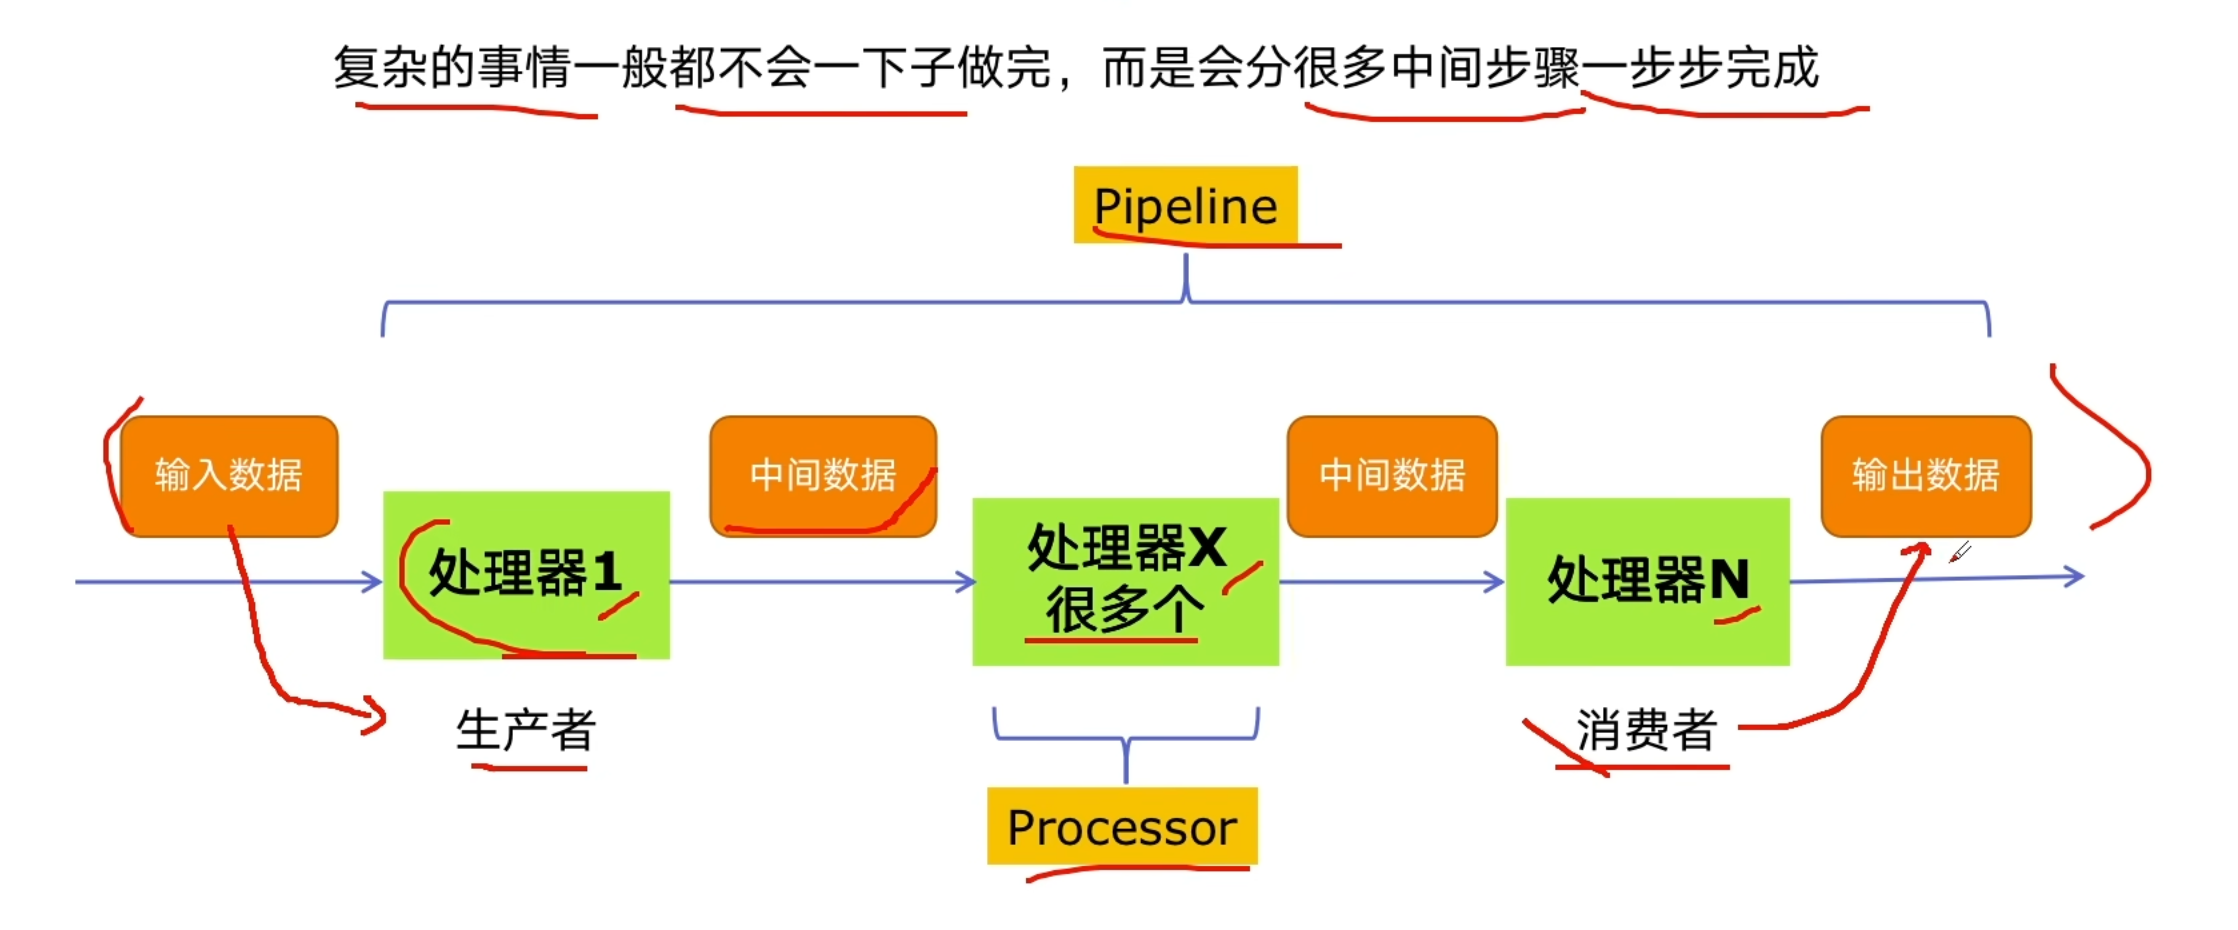 复杂的事情一般都不会一下子做完，而是会分很多中间步骤一步步完成
Pipeline
输入数据
中间数据
中间数据
输出数据
处理器1
处理器X
很多个
处理器N
生产者
消费者
Processor